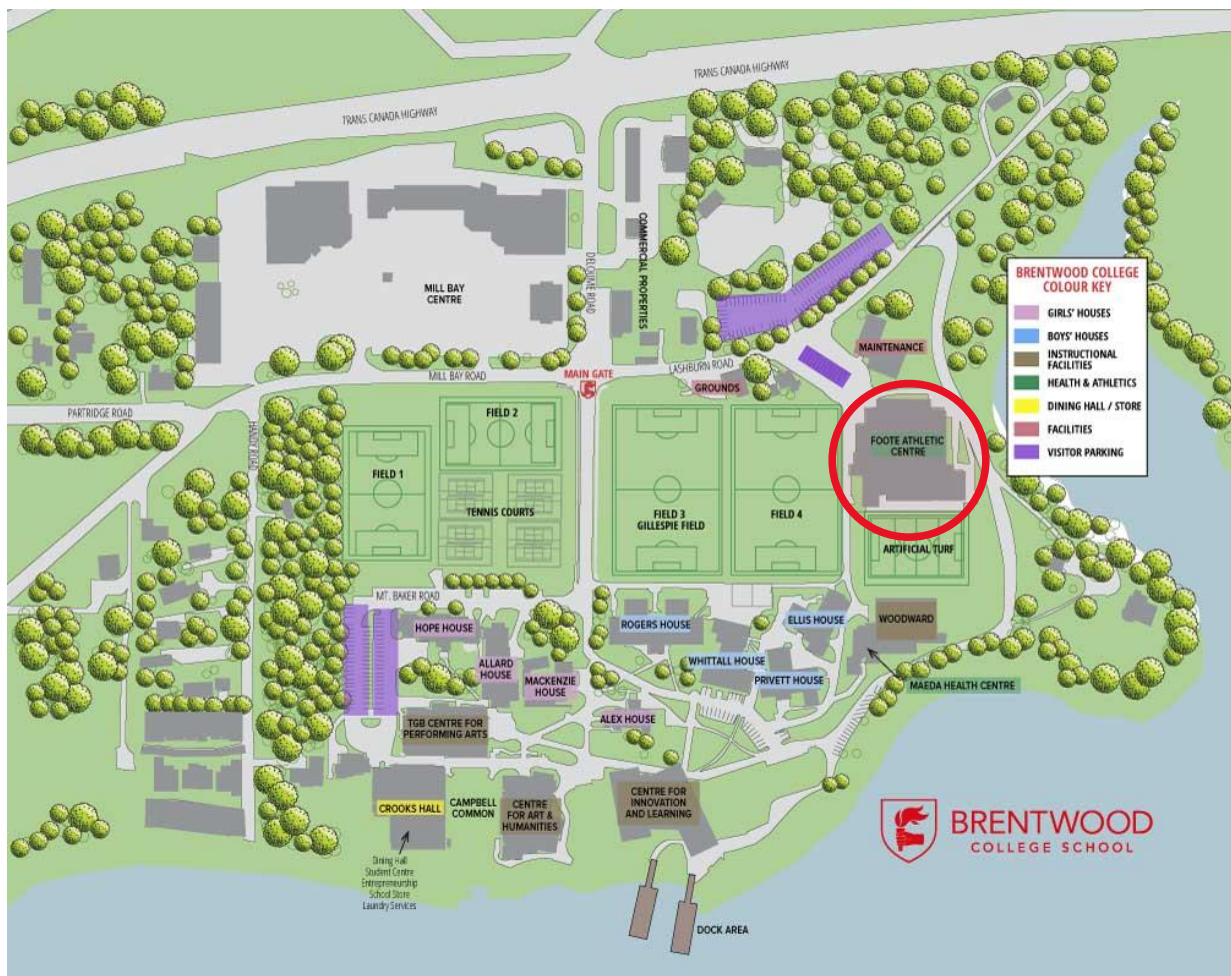 TRANS CANADA HIGHWAY
TRANS CANADA HIGHWAY
MILL BAY
CENTRE
DELOUME ROAD
COMMERCIAL PROPERTIES
BRENTWOOD COLLEGE
COLOUR KEY
GIRLS' HOUSES
BOYS' HOUSES
INSTRUCTIONAL
FACILITIES
HEALTH & ATHLETICS
DINING HALL / STORE
FACILITIES
VISITOR PARKING
MAINTENANCE
LASHBURN ROAD
MAIN GATE
MILL BAY ROAD
GROUNDS
PARTRIDGE ROAD
HANDY ROAD
FIELD 2
FIELD 1
TENNIS COURTS
FIELD 3
GILLESPIE FIELD
FIELD 4
FOOTE ATHLETIC
CENTRE
ARTIFICIAL TURF
MT. BAKER ROAD
HOPE HOUSE
ROGERS HOUSE
ELLIS HOUSE
WOODWARD
ALLARD
HOUSE
MACKENZIE
HOUSE
WHITTALL HOUSE
PRIVETT HOUSE
MAEDA HEALTH CENTRE
ALEX HOUSE
TGB CENTRE FOR
PERFORMING ARTS
CROOKS HALL
CAMPBELL
COMMON
CENTRE
FOR ART &
HUMANITIES
CENTRE FOR
INNOVATION
AND LEARNING
BRENTWOOD
COLLEGE SCHOOL
Dining Hall
Student Centre
Entrepreneurship
School Store
Laundry Services
DOCK AREA